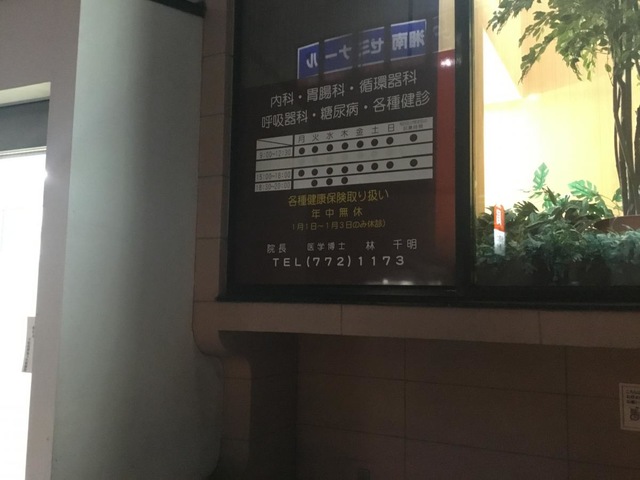 湘南ゼミナール
内科・胃腸科・循環器科
呼吸器科・糖尿病・各種健診
月 火 水 木 金 土 日
各種健康保険取り扱い
年中無休
(1月1日~1月3日のみ休診)
院長 医学博士 林 千明
TEL(772)1173